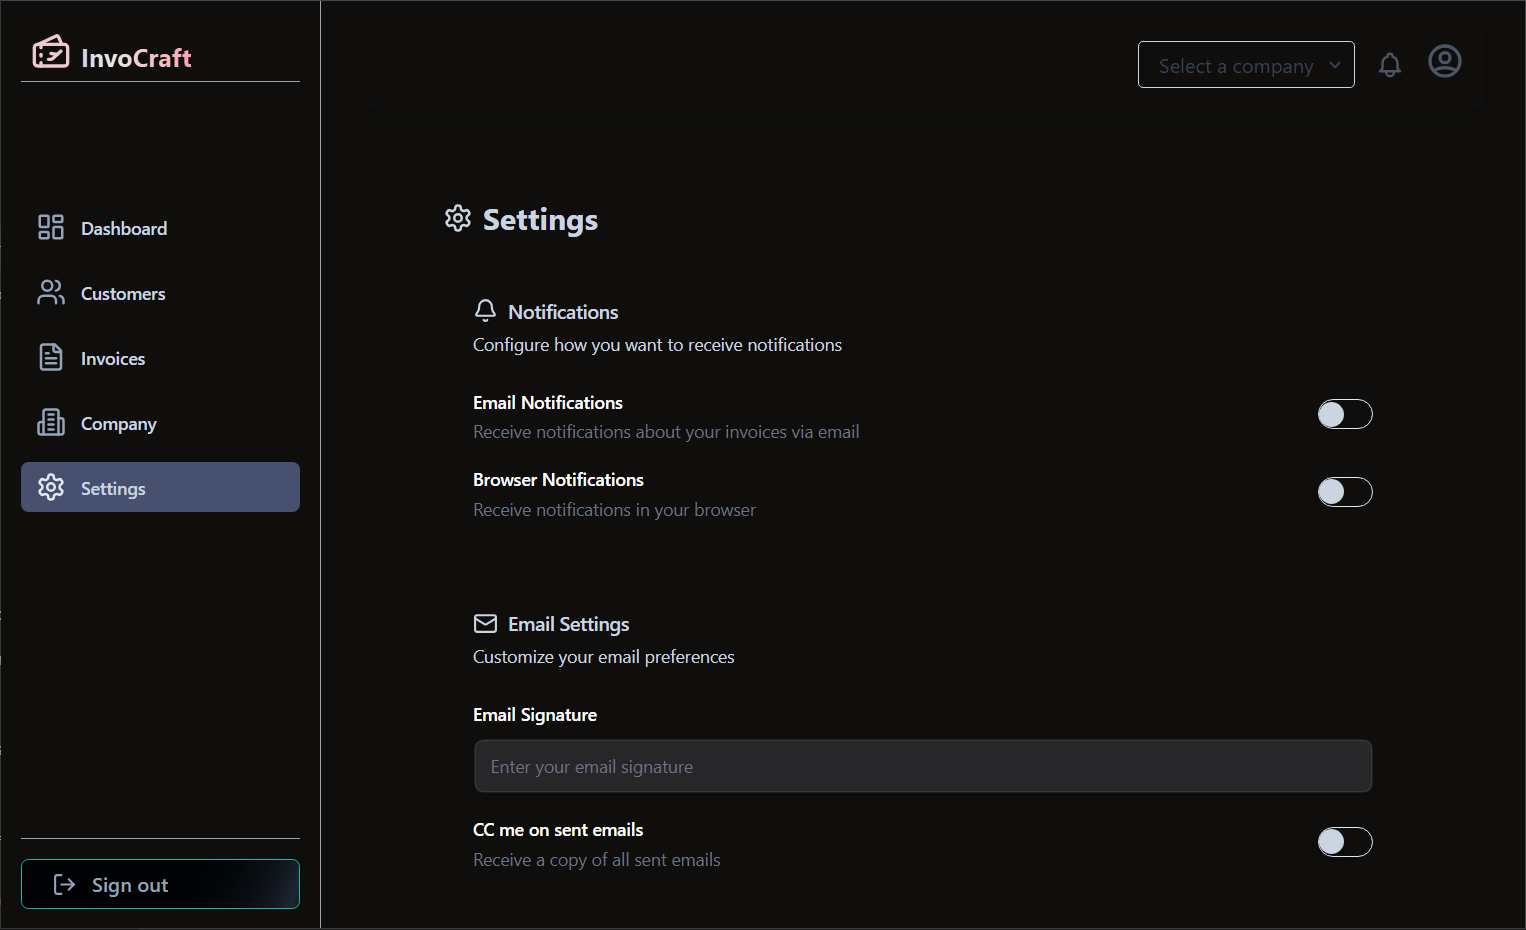 InvoCraft
Select a company
Dashboard
Customers
Invoices
Company
Settings
Sign out
Settings
Notifications
Configure how you want to receive notifications
Email Notifications
Receive notifications about your invoices via email
Browser Notifications
Receive notifications in your browser
Email Settings
Customize your email preferences
Email Signature
Enter your email signature
CC me on sent emails
Receive a copy of all sent emails